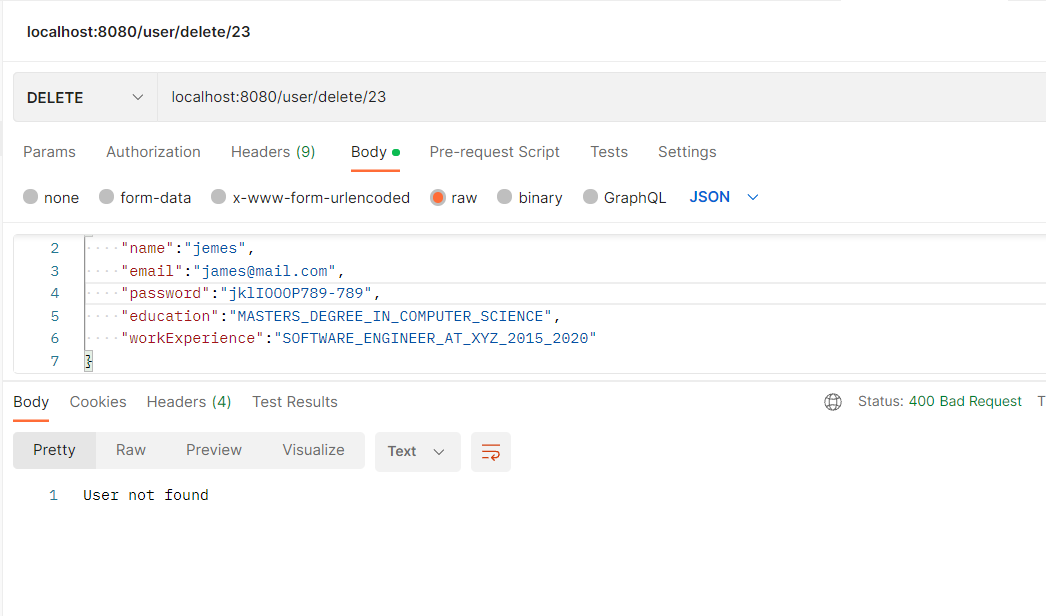 localhost:8080/user/delete/23
DELETE localhost:8080/user/delete/23
Params Authorization Headers (9) Body Pre-request Script Tests Settings
none form-data x-www-form-urlencoded raw binary GraphQL JSON
2 "name":"jemes",
3 "email":"james@mail.com",
4 "password":"jklIOOOP789-789",
5 "education":"MASTERS_DEGREE_IN_COMPUTER_SCIENCE",
6 "workExperience":"SOFTWARE_ENGINEER_AT_XYZ_2015_2020"
7 }
Body Cookies Headers (4) Test Results Status: 400 Bad Request T
Pretty Raw Preview Visualize Text
1 User not found